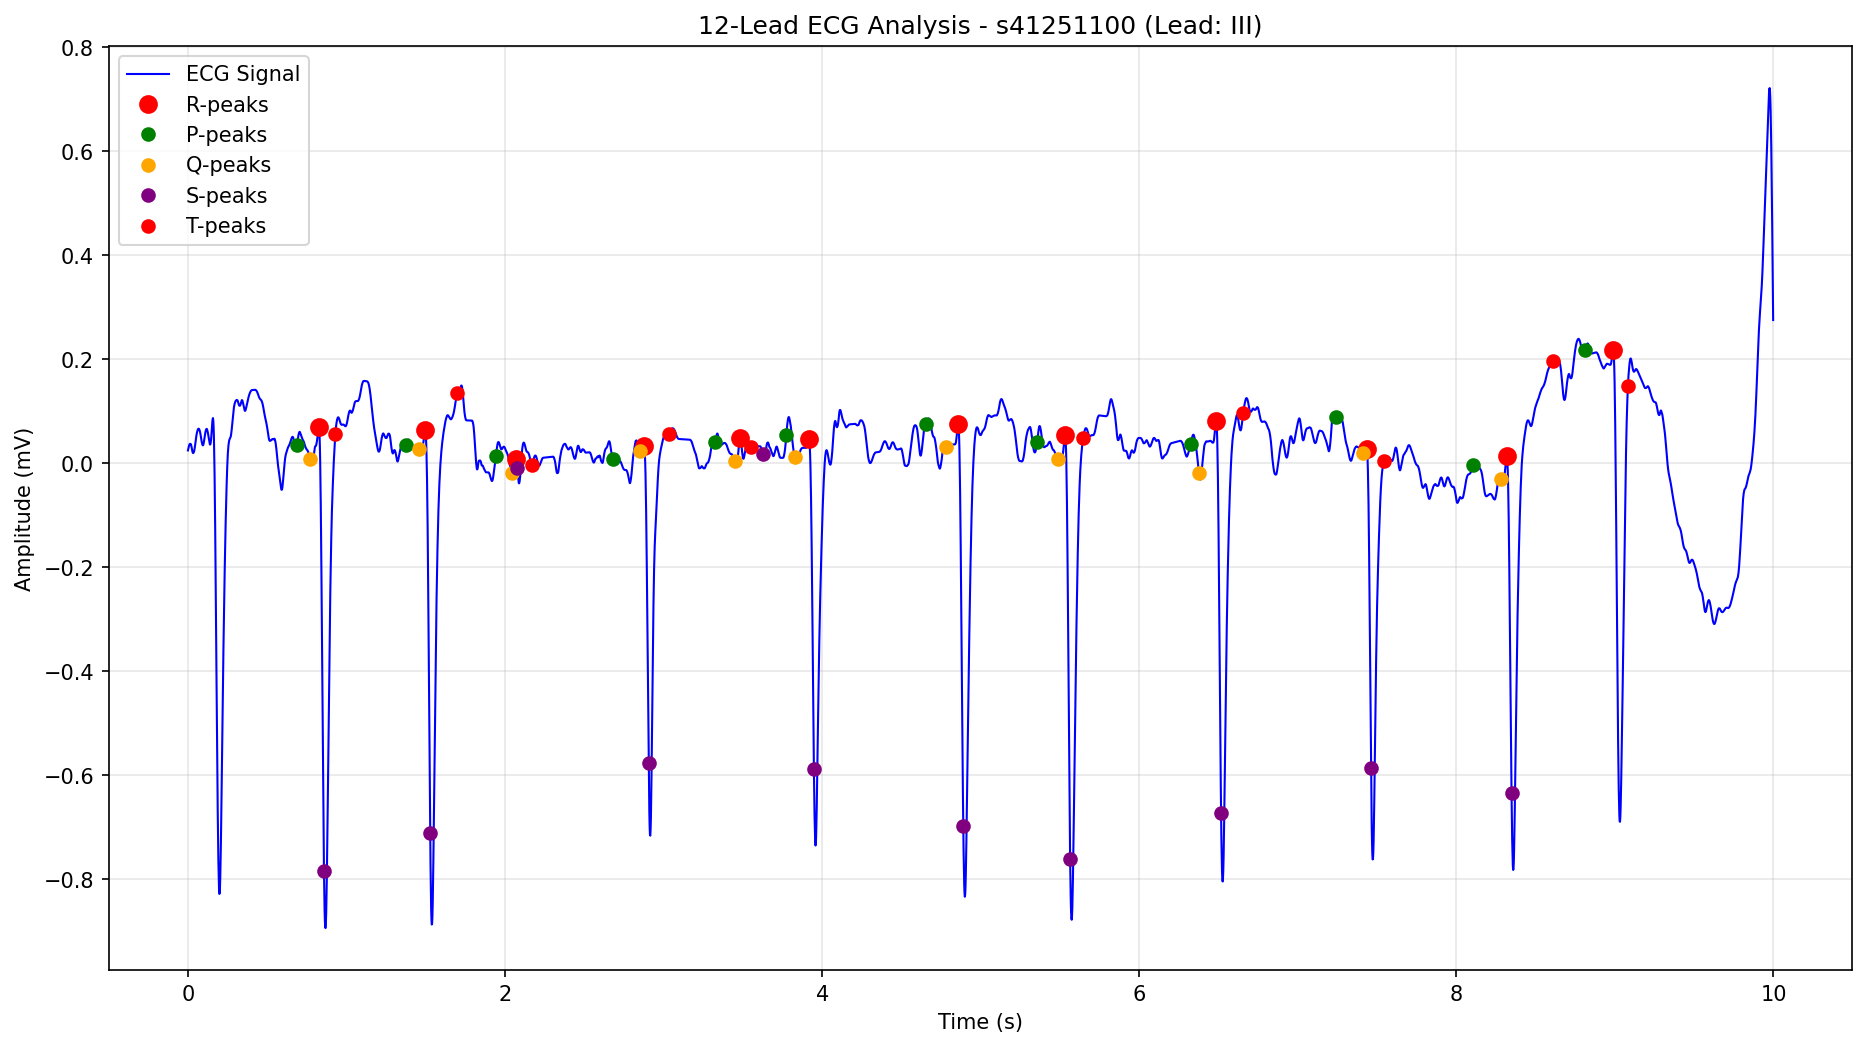 12-Lead ECG Analysis - s41251100 (Lead: III)
ECG Signal
R-peaks
P-peaks
Q-peaks
S-peaks
T-peaks
Amplitude (mV)
0.8
0.6
0.4
0.2
0.0
−0.2
−0.4
−0.6
−0.8
0 2 4 6 8 10
Time (s)